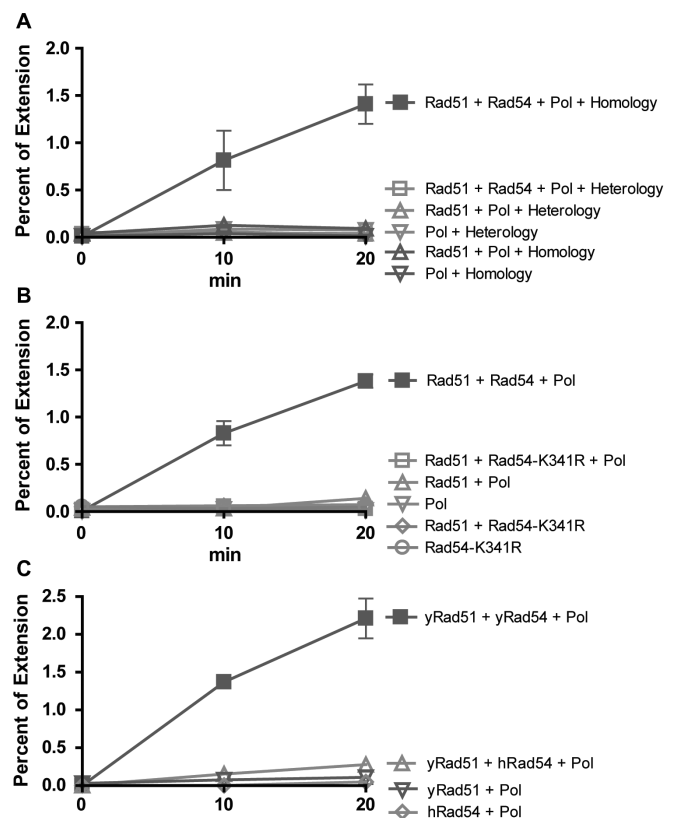 A
Percent of Extension
2.0
1.5
1.0
0.5
0.0
0 10 20
min
Rad51 + Rad54 + Pol + Homology
Rad51 + Rad54 + Pol + Heterology
Rad51 + Pol + Heterology
Pol + Heterology
Rad51 + Pol + Homology
Pol + Homology
B
Percent of Extension
2.0
1.5
1.0
0.5
0.0
0 10 20
min
Rad51 + Rad54 + Pol
Rad51 + Rad54-K341R + Pol
Rad51 + Pol
Pol
Rad51 + Rad54-K341R
Rad54-K341R
C
Percent of Extension
2.5
2.0
1.5
1.0
0.5
0.0
0 10 20
yRad51 + yRad54 + Pol
yRad51 + hRad54 + Pol
yRad51 + Pol
hRad54 + Pol